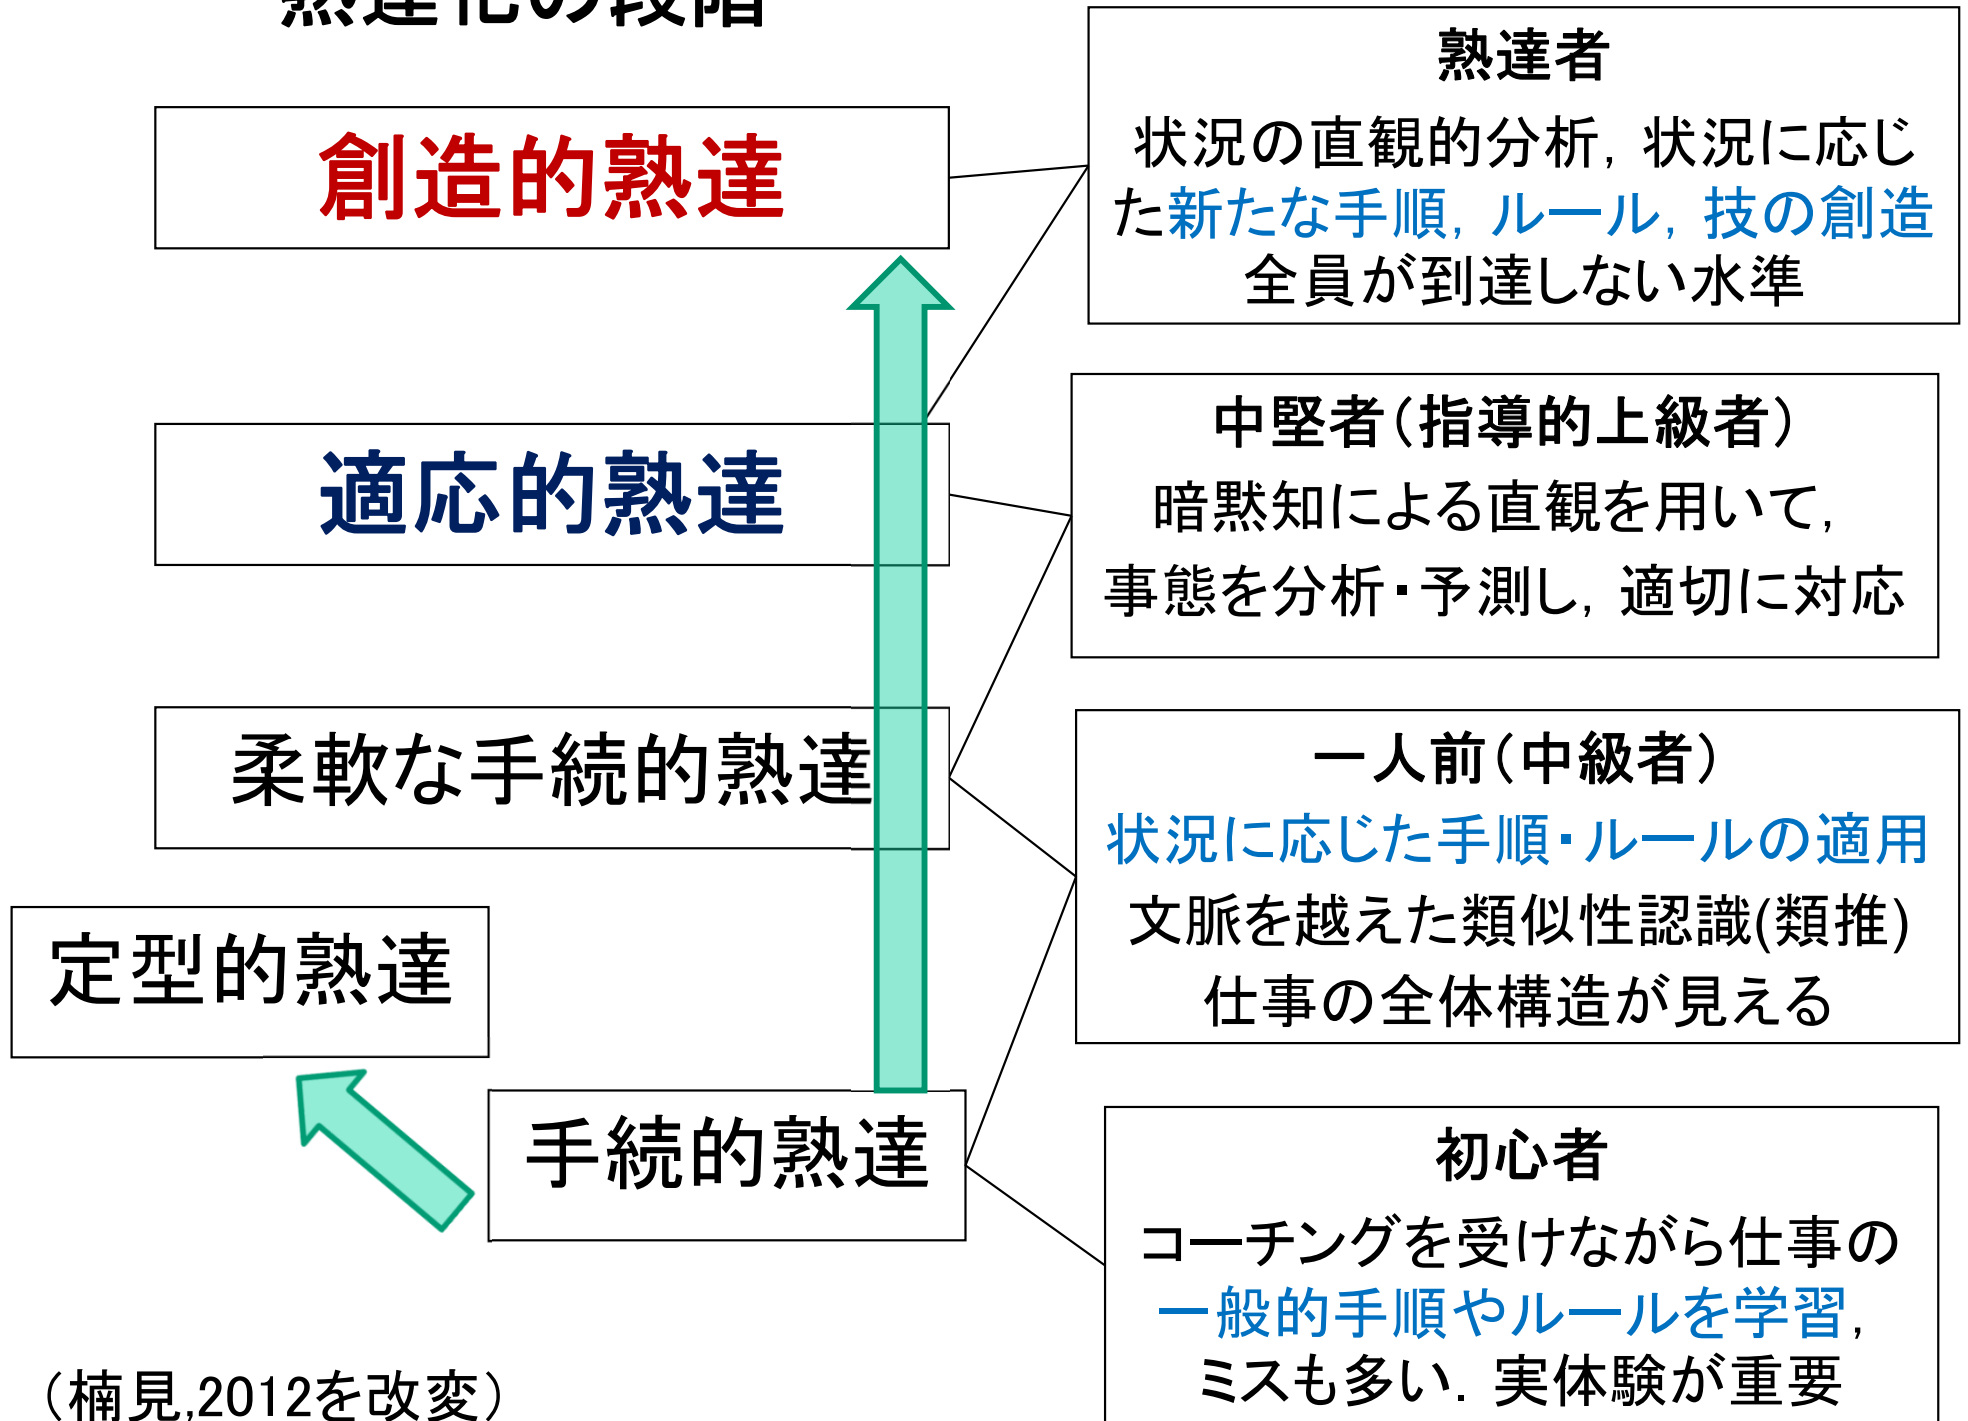 熟達化の段階
創造的熟達
適応的熟達
柔軟な手続的熟達
定型的熟達
手続的熟達
熟達者
状況の直観的分析，状況に応じ
た新たな手順，ルール，技の創造
全員が到達しない水準
中堅者（指導的上級者）
暗黙知による直観を用いて，
事態を分析・予測し，適切に対応
一人前（中級者）
状況に応じた手順・ルールの適用
文脈を越えた類似性認識(類推)
仕事の全体構造が見える
初心者
コーチングを受けながら仕事の
一般的手順やルールを学習，
ミスも多い．実体験が重要
（楠見,2012を改変）